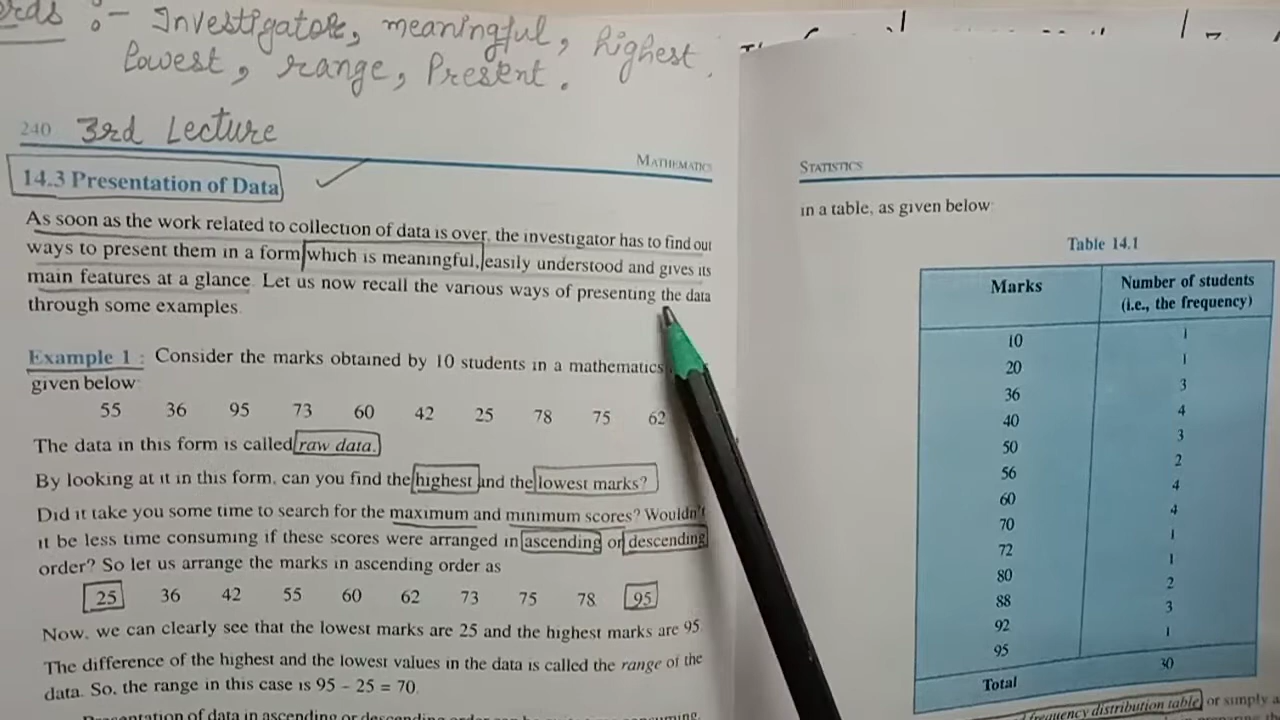 :- Investigator, meaningful, highest
lowest, range, Present.
240 3rd Lecture
MATHEMATICS
14.3 Presentation of Data
As soon as the work related to collection of data is over, the investigator has to find out
ways to present them in a form which is meaningful, easily understood and gives its
main features at a glance. Let us now recall the various ways of presenting the data
through some examples.
Example 1 : Consider the marks obtained by 10 students in a mathematics
given below:
55 36 95 73 60 42 25 78 75 62
The data in this form is called raw data.
By looking at it in this form, can you find the highest and the lowest marks?
Did it take you some time to search for the maximum and minimum scores? Wouldn't
it be less time consuming if these scores were arranged in ascending or descending
order? So let us arrange the marks in ascending order as
25 36 42 55 60 62 73 75 78 95
Now, we can clearly see that the lowest marks are 25 and the highest marks are 95.
The difference of the highest and the lowest values in the data is called the range of the
data. So, the range in this case is 95 – 25 = 70.
Presentation of data in ascending or descending order can be consuming,
STATISTICS
in a table, as given below:
Table 14.1
Marks Number of students
(i.e., the frequency)
10 1
20 1
36 3
40 4
50 3
56 2
60 4
70 4
72 1
80 1
88 2
92 3
95 1
Total 30
frequency distribution table, or simply a